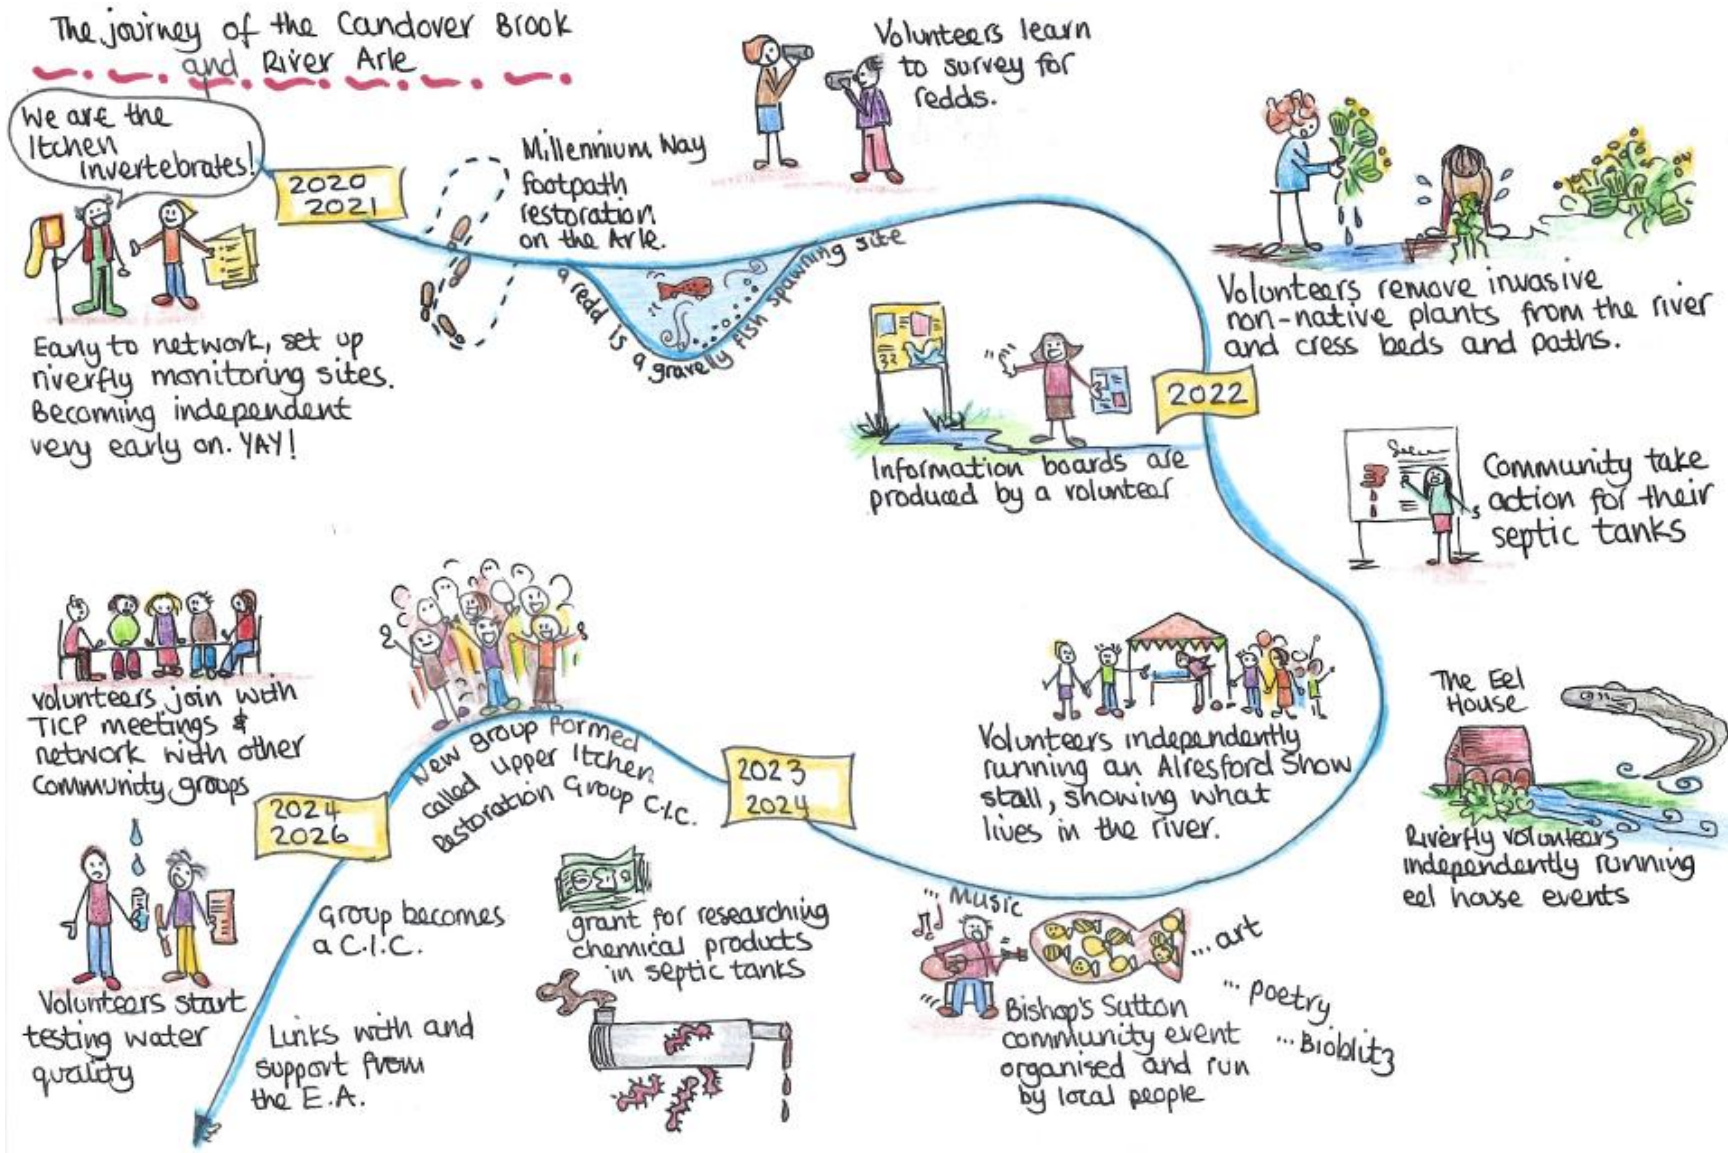 The journey of the Candover Brook
and River Arle
We are the
Itchen
invertebrates!
2020
2021
Early to network, set up
riverfly monitoring sites.
Becoming independent
very early on. YAY!
Millennium Way
footpath
restoration
on the Arle.
a redd is a gravelly fish spawning site
Volunteers learn
to survey for
redds.
Volunteers remove invasive
non-native plants from the river
and cress beds and paths.
2022
Information boards are
produced by a volunteer
Community take
action for their
septic tanks
The Eel
House
Riverfly volunteers
independently running
eel house events
Volunteers independently
running an Alresford Show
stall, showing what
lives in the river.
... Music
... art
... poetry
... Bioblitz
Bishop's Sutton
community event
organised and run
by local people
2023
2024
New group formed
called Upper Itchen
Restoration Group C.I.C.
grant for researching
chemical products
in septic tanks
2024
2026
Group becomes
a C.I.C.
Links with and
support from
the E.A.
volunteers join with
TICP meetings &
network with other
community groups
Volunteers start
testing water
quality